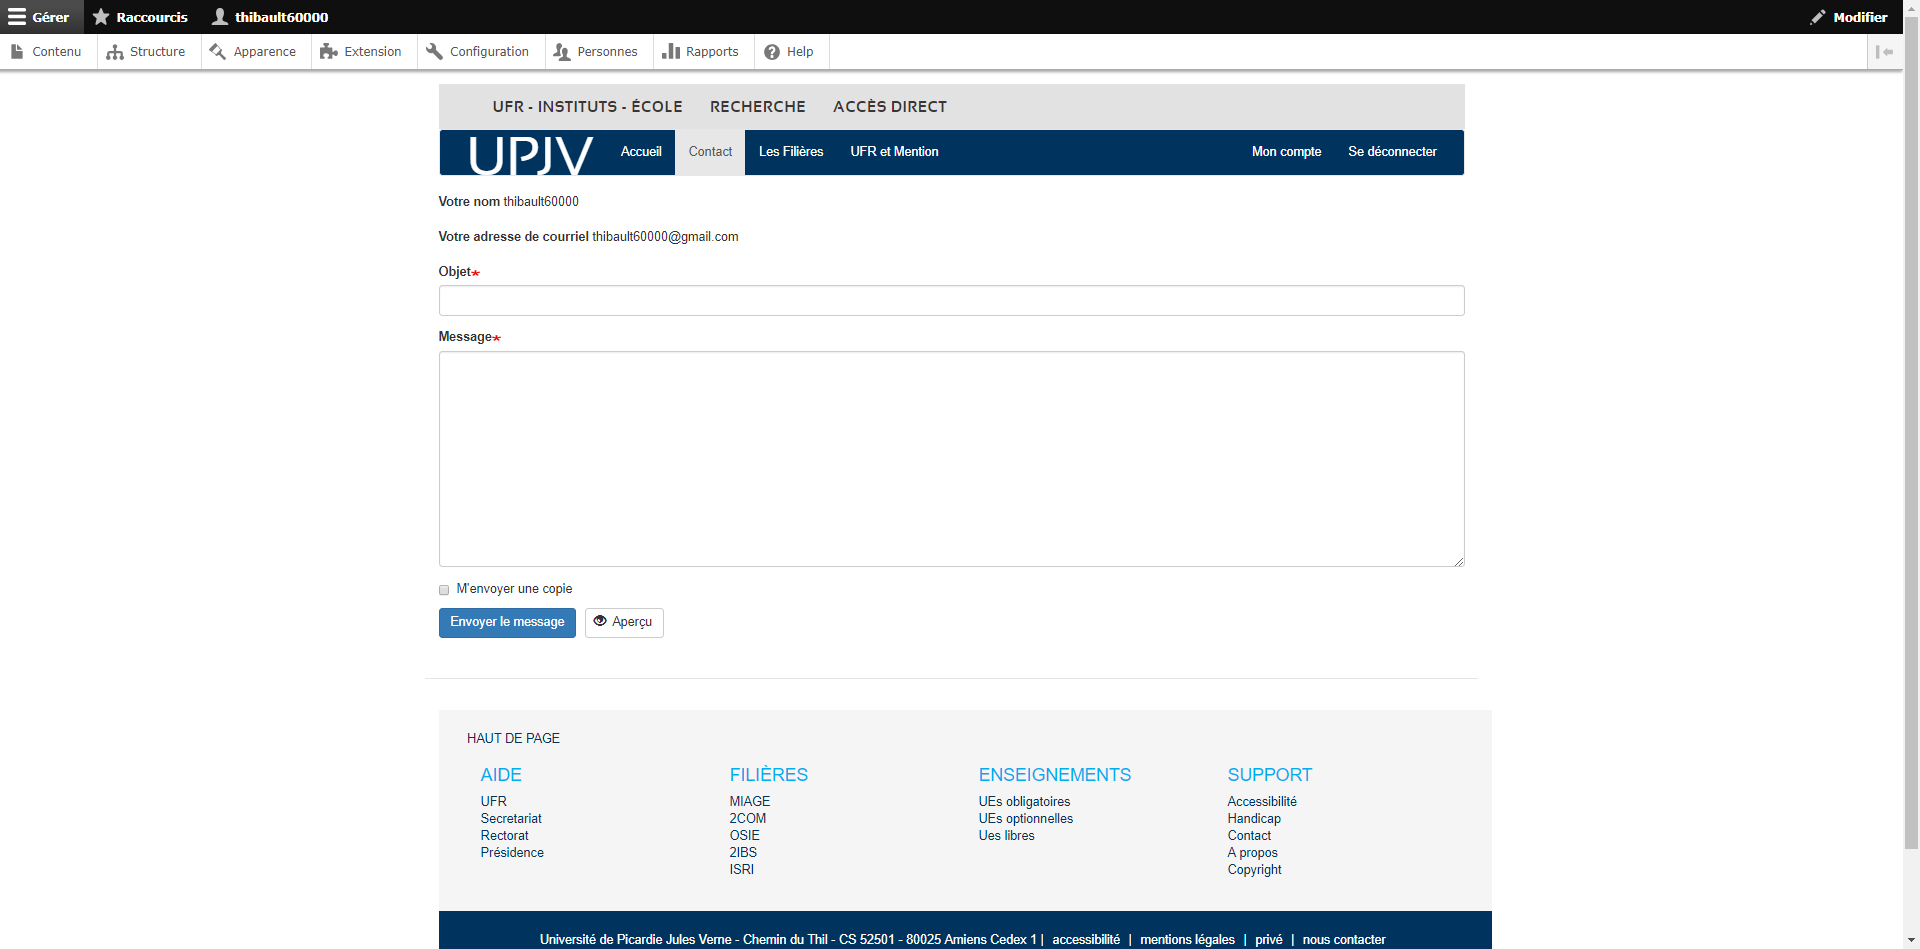 Gérer Raccourcis thibault60000 Modifier
Contenu Structure Apparence Extension Configuration Personnes Rapports Help
UFR - INSTITUTS - ÉCOLE RECHERCHE ACCÈS DIRECT
UPJV Accueil Contact Les Filières UFR et Mention Mon compte Se déconnecter
Votre nom thibault60000
Votre adresse de courriel thibault60000@gmail.com
Objet*
Message*
M'envoyer une copie
Envoyer le message Aperçu
HAUT DE PAGE
AIDE
UFR
Secretariat
Rectorat
Présidence
FILIÈRES
MIAGE
2COM
OSIE
2IBS
ISRI
ENSEIGNEMENTS
UEs obligatoires
UEs optionnelles
Ues libres
SUPPORT
Accessibilité
Handicap
Contact
A propos
Copyright
Université de Picardie Jules Verne - Chemin du Thil - CS 52501 - 80025 Amiens Cedex 1 | accessibilité | mentions légales | privé | nous contacter